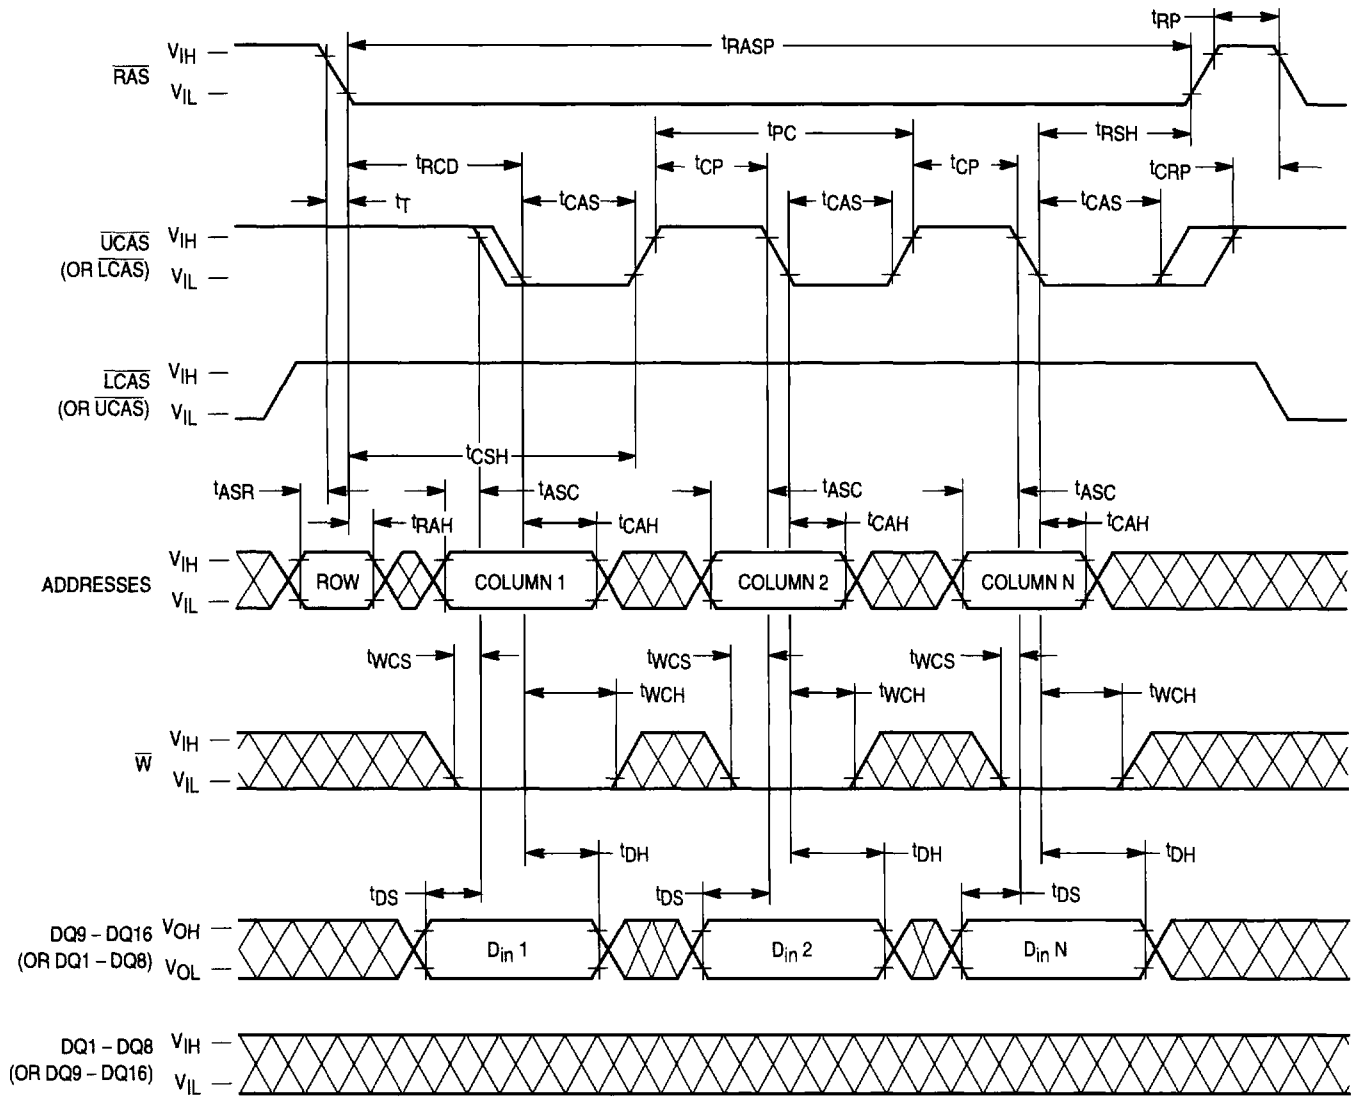 tRP
tRASP
RAS
VIH
VIL
tPC
tRSH
tRCD
tCP
tCP
tCRP
tT
tCAS
tCAS
tCAS
UCAS
(OR LCAS)
VIH
VIL
LCAS
(OR UCAS)
VIH
VIL
tCSH
tASR
tASC
tASC
tASC
tRAH
tCAH
tCAH
tCAH
ADDRESSES
VIH
VIL
ROW
COLUMN 1
COLUMN 2
COLUMN N
tWCS
tWCS
tWCS
tWCH
tWCH
tWCH
W
VIH
VIL
tDH
tDH
tDH
tDS
tDS
tDS
DQ9 – DQ16
(OR DQ1 – DQ8)
VOH
VOL
Din 1
Din 2
Din N
DQ1 – DQ8
(OR DQ9 – DQ16)
VIH
VIL